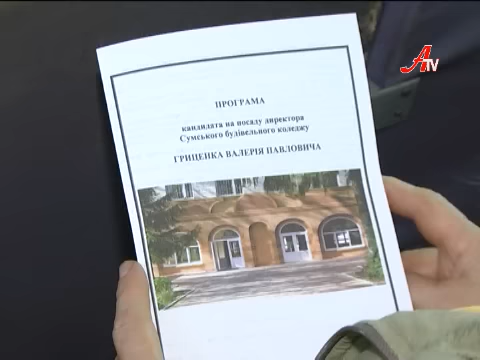 ATV
ПРОГРАМА
кандидата на посаду директора
Сумського будівельного коледжу
ГРИЦЕНКА ВАЛЕРІЯ ПАВЛОВИЧА